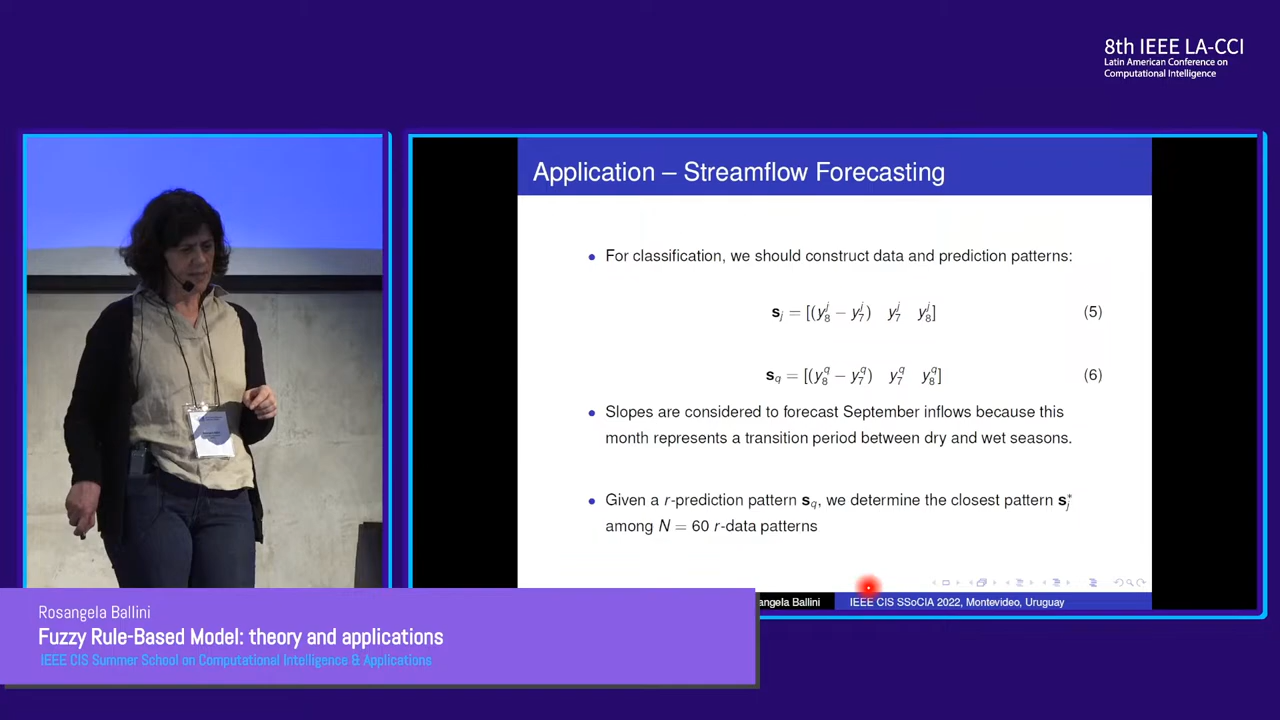 8th IEEE LA-CCI
Latin American Conference on
Computational Intelligence
Application – Streamflow Forecasting
• For classification, we should construct data and prediction patterns:
s_j = [(y_8^j − y_7^j) y_7^j y_8^j] (5)
s_q = [(y_8^q − y_7^q) y_7^q y_8^q] (6)
• Slopes are considered to forecast September inflows because this
month represents a transition period between dry and wet seasons.
• Given a r-prediction pattern s_q, we determine the closest pattern s_j^*
among N = 60 r-data patterns
Ballini
IEEE CIS SSoCIA 2022, Montevideo, Uruguay
Rosangela Ballini
Fuzzy Rule-Based Model: theory and applications
IEEE CIS Summer School on Computational Intelligence & Applications